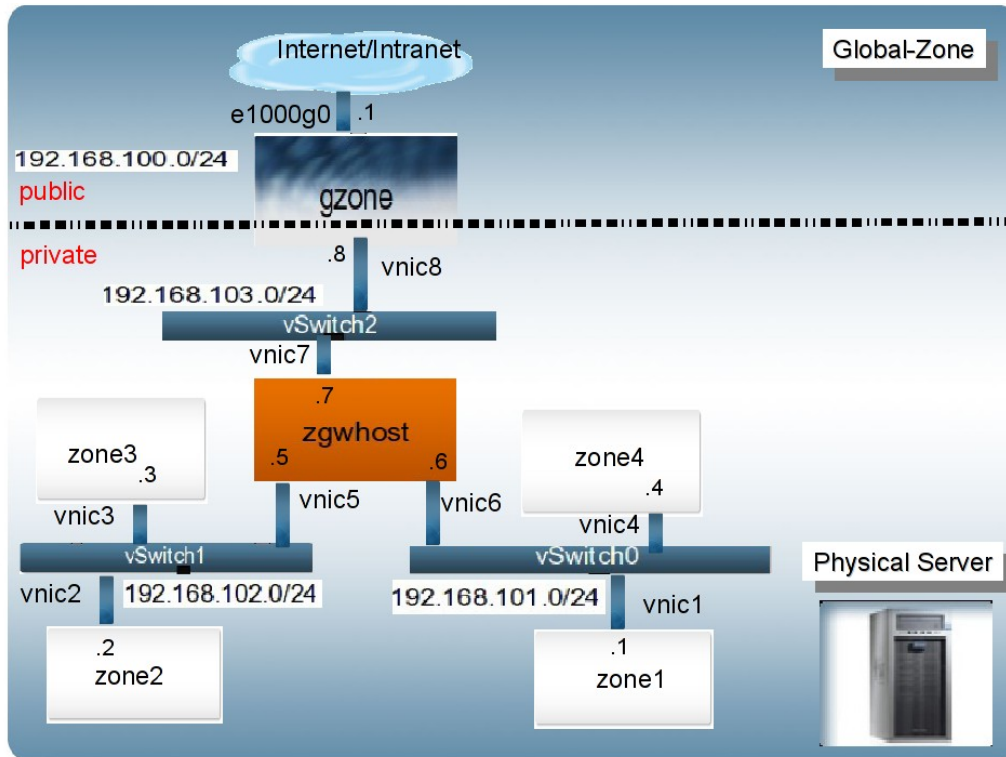 Internet/Intranet
Global-Zone
e1000g0
.1
192.168.100.0/24
public
gzone
private
.8
vnic8
192.168.103.0/24
vSwitch2
vnic7
.7
zgwhost
.5
.6
zone3
.3
zone4
.4
vnic3
vnic5
vnic6
vnic4
vSwitch1
vSwitch0
Physical Server
vnic2
192.168.102.0/24
192.168.101.0/24
vnic1
.2
zone2
.1
zone1